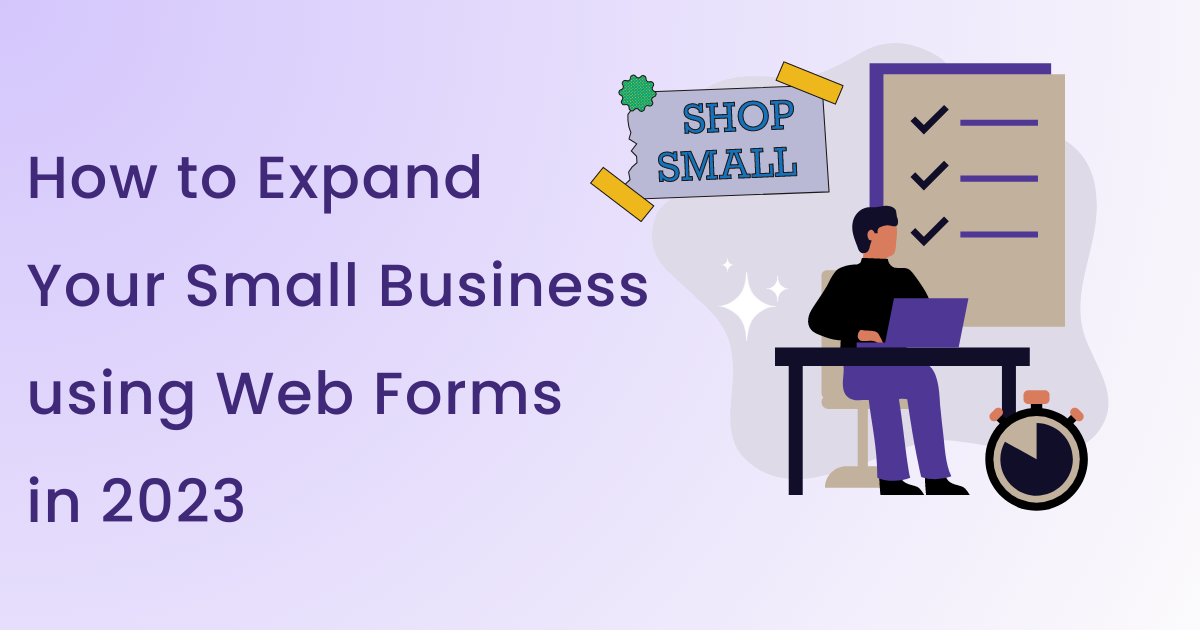 How to Expand
Your Small Business
using Web Forms
in 2023
SHOP
SMALL